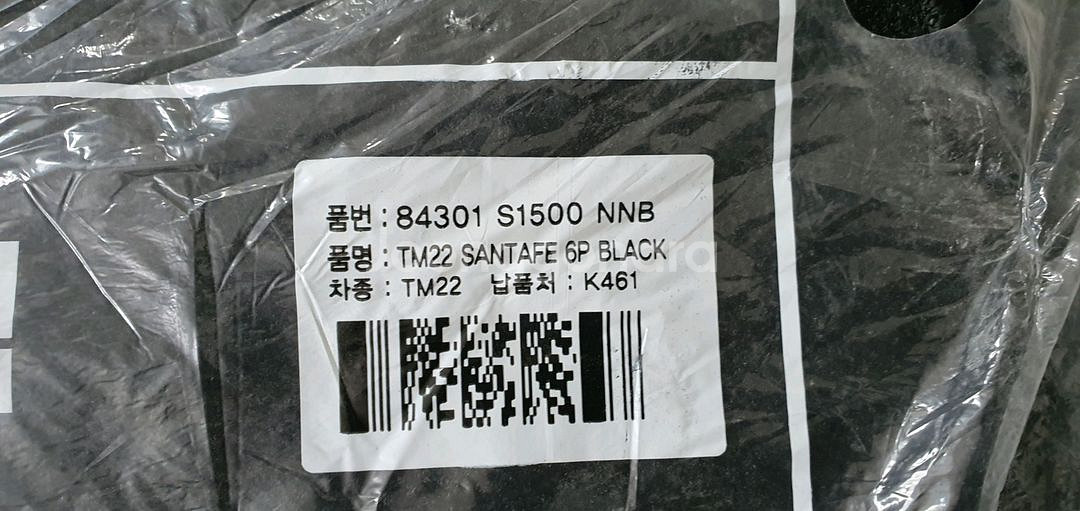 품번 : 84301 S1500 NNB
품명 : TM22 SANTAFE 6P BLACK
차종 : TM22 납품처 : K461